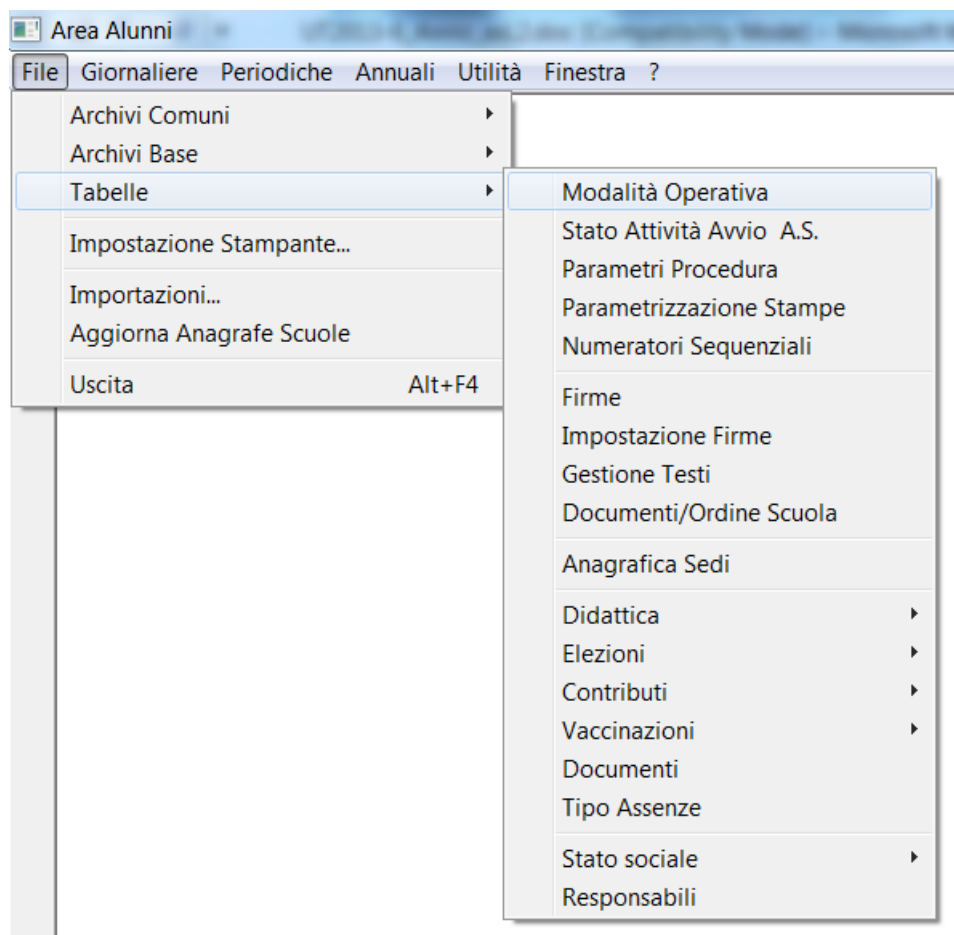 Area Alunni
File Giornaliere Periodiche Annuali Utilità Finestra ?
Archivi Comuni
Archivi Base
Tabelle
Impostazione Stampante...
Importazioni...
Aggiorna Anagrafe Scuole
Uscita Alt+F4
Modalità Operativa
Stato Attività Avvio A.S.
Parametri Procedura
Parametrizzazione Stampe
Numeratori Sequenziali
Firme
Impostazione Firme
Gestione Testi
Documenti/Ordine Scuola
Anagrafica Sedi
Didattica
Elezioni
Contributi
Vaccinazioni
Documenti
Tipo Assenze
Stato sociale
Responsabili